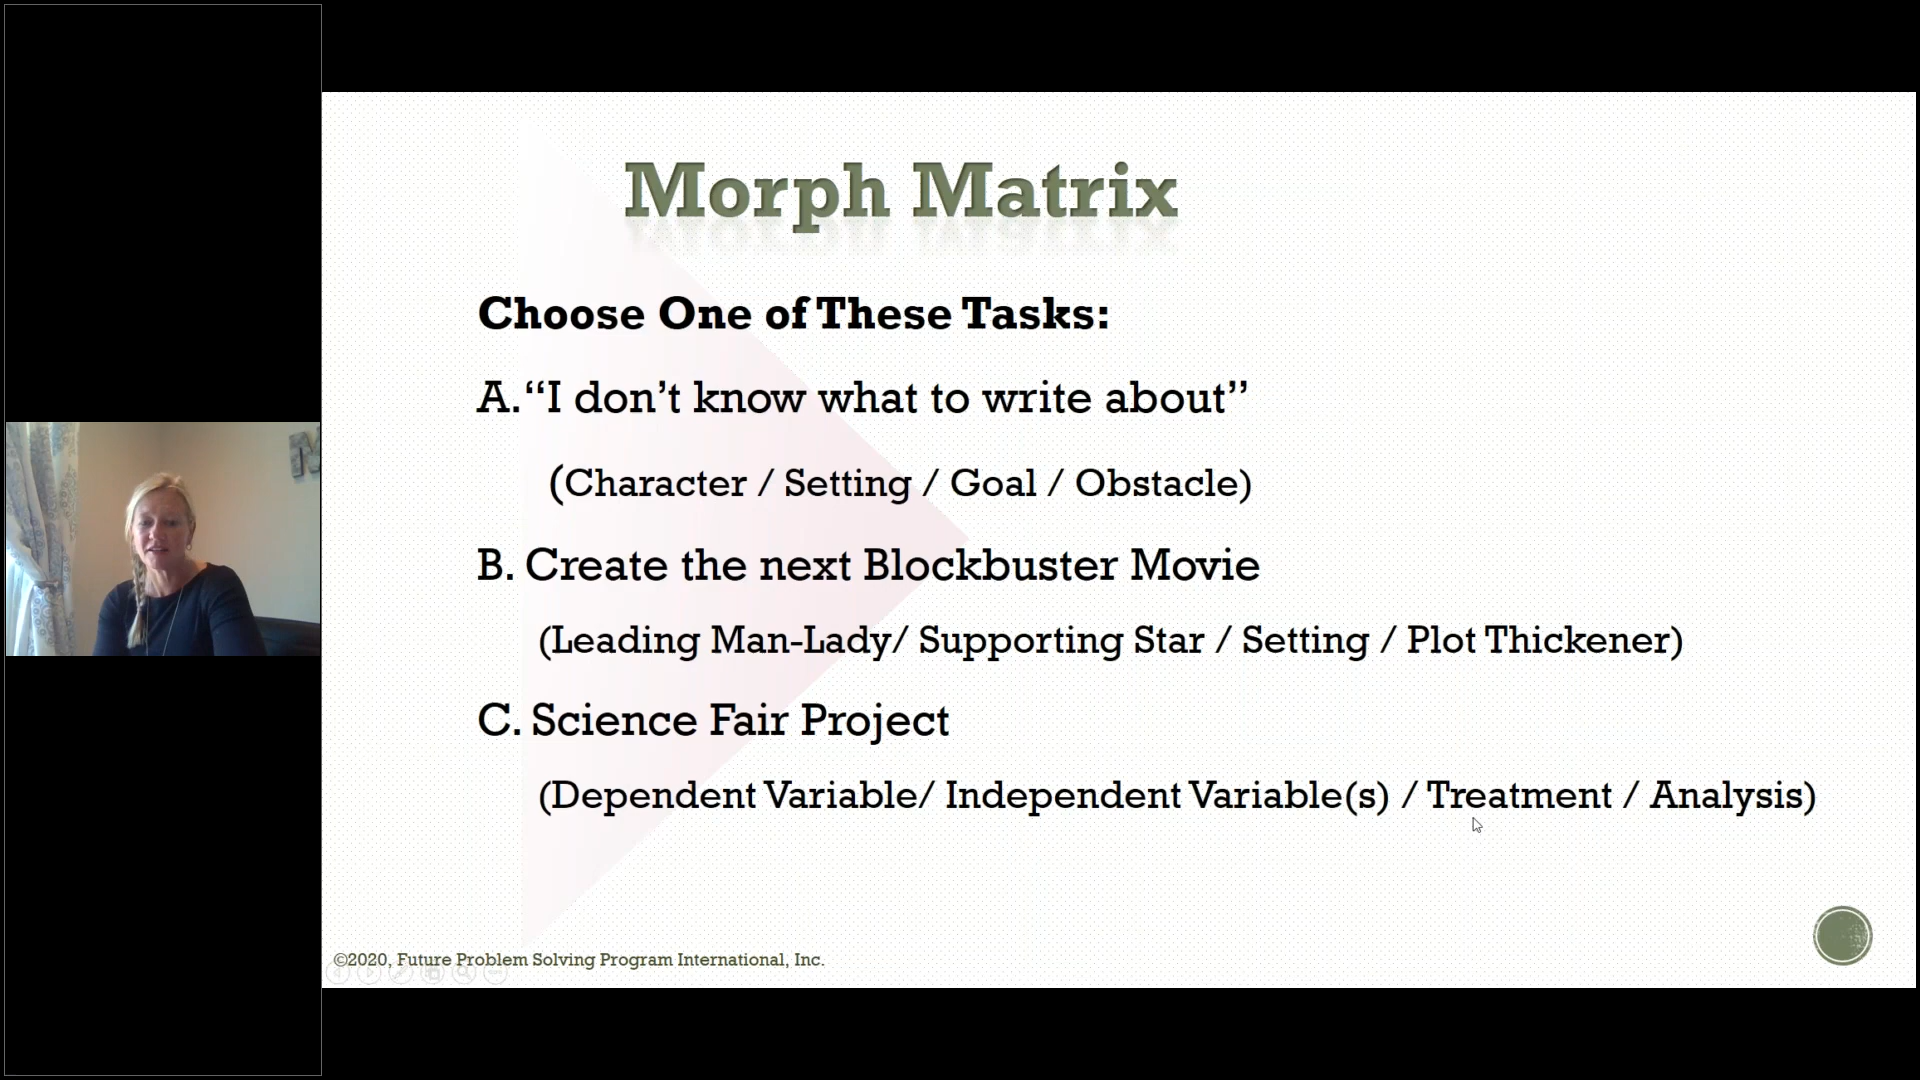 Morph Matrix
Choose One of These Tasks:
A. “I don’t know what to write about”
(Character / Setting / Goal / Obstacle)
B. Create the next Blockbuster Movie
(Leading Man-Lady/ Supporting Star / Setting / Plot Thickener)
C. Science Fair Project
(Dependent Variable/ Independent Variable(s) / Treatment / Analysis)
©2020, Future Problem Solving Program International, Inc.